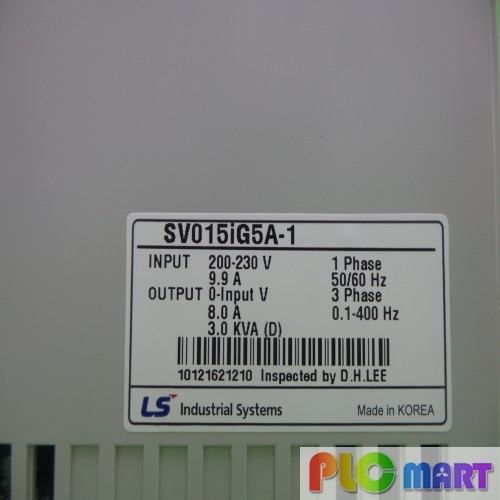 SV015iG5A-1
INPUT 200-230 V 1 Phase
9.9 A 50/60 Hz
OUTPUT 0-Input V 3 Phase
8.0 A 0.1-400 Hz
3.0 KVA (D)
10121621210 Inspected by D.H.LEE
LS Industrial Systems Made in KOREA
PLC mart